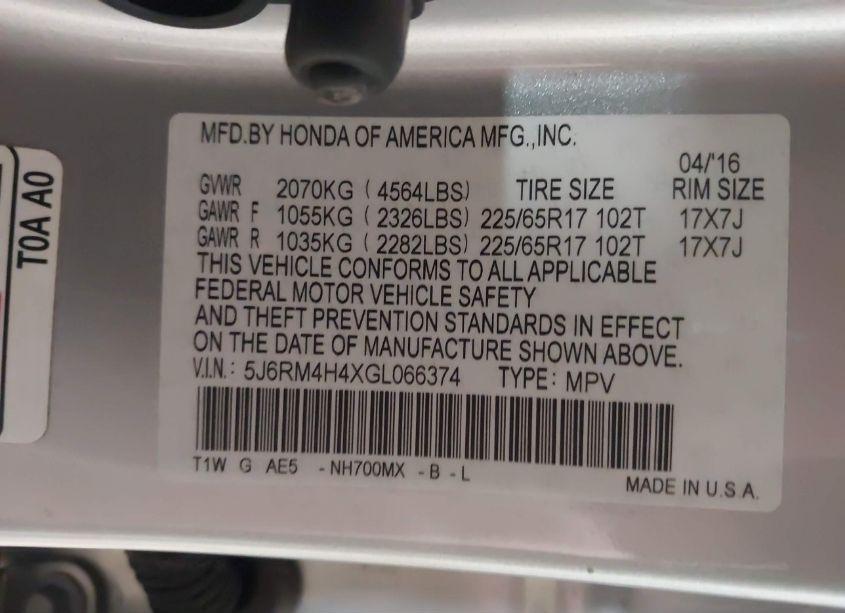 T0A A0
MFD.BY HONDA OF AMERICA MFG.,INC.
04/'16
GVWR 2070KG ( 4564LBS) TIRE SIZE RIM SIZE
GAWR F 1055KG ( 2326LBS) 225/65R17 102T 17X7J
GAWR R 1035KG ( 2282LBS) 225/65R17 102T 17X7J
THIS VEHICLE CONFORMS TO ALL APPLICABLE
FEDERAL MOTOR VEHICLE SAFETY
AND THEFT PREVENTION STANDARDS IN EFFECT
ON THE DATE OF MANUFACTURE SHOWN ABOVE.
V.I.N.: 5J6RM4H4XGL066374 TYPE: MPV
T1W G AE5 -NH700MX -B -L
MADE IN U.S.A.